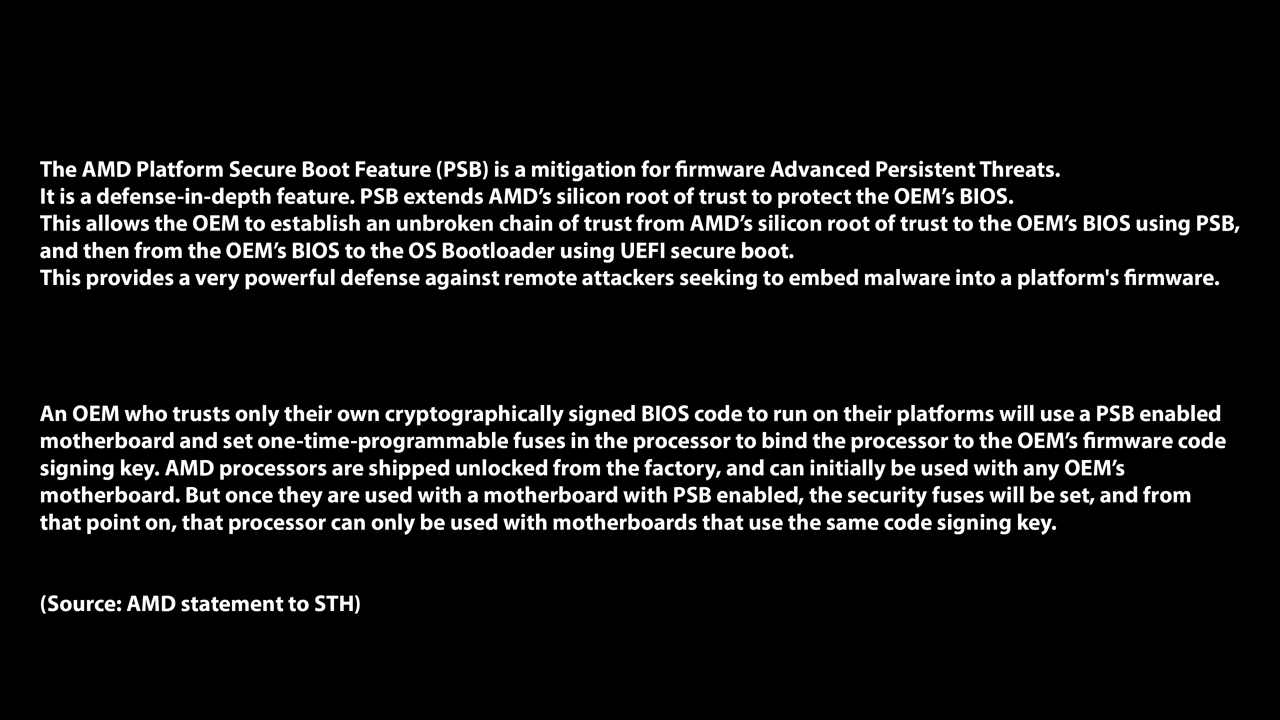 The AMD Platform Secure Boot Feature (PSB) is a mitigation for firmware Advanced Persistent Threats.
It is a defense-in-depth feature. PSB extends AMD’s silicon root of trust to protect the OEM’s BIOS.
This allows the OEM to establish an unbroken chain of trust from AMD’s silicon root of trust to the OEM’s BIOS using PSB,
and then from the OEM’s BIOS to the OS Bootloader using UEFI secure boot.
This provides a very powerful defense against remote attackers seeking to embed malware into a platform's firmware.
An OEM who trusts only their own cryptographically signed BIOS code to run on their platforms will use a PSB enabled
motherboard and set one-time-programmable fuses in the processor to bind the processor to the OEM’s firmware code
signing key. AMD processors are shipped unlocked from the factory, and can initially be used with any OEM’s
motherboard. But once they are used with a motherboard with PSB enabled, the security fuses will be set, and from
that point on, that processor can only be used with motherboards that use the same code signing key.
(Source: AMD statement to STH)